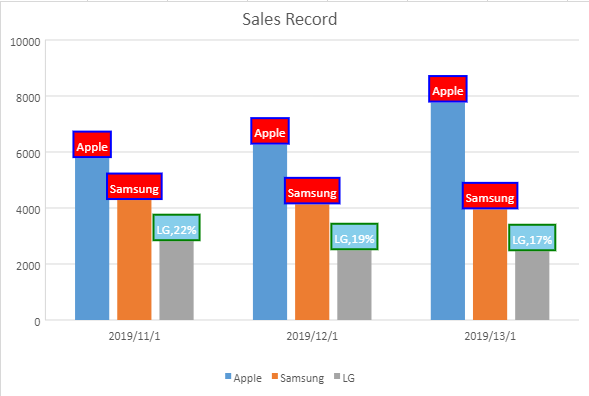 Sales Record
10000
8000
6000
4000
2000
0
Apple
Samsung
LG,22%
Apple
Samsung
LG,19%
Apple
Samsung
LG,17%
2019/11/1
2019/12/1
2019/13/1
Apple
Samsung
LG